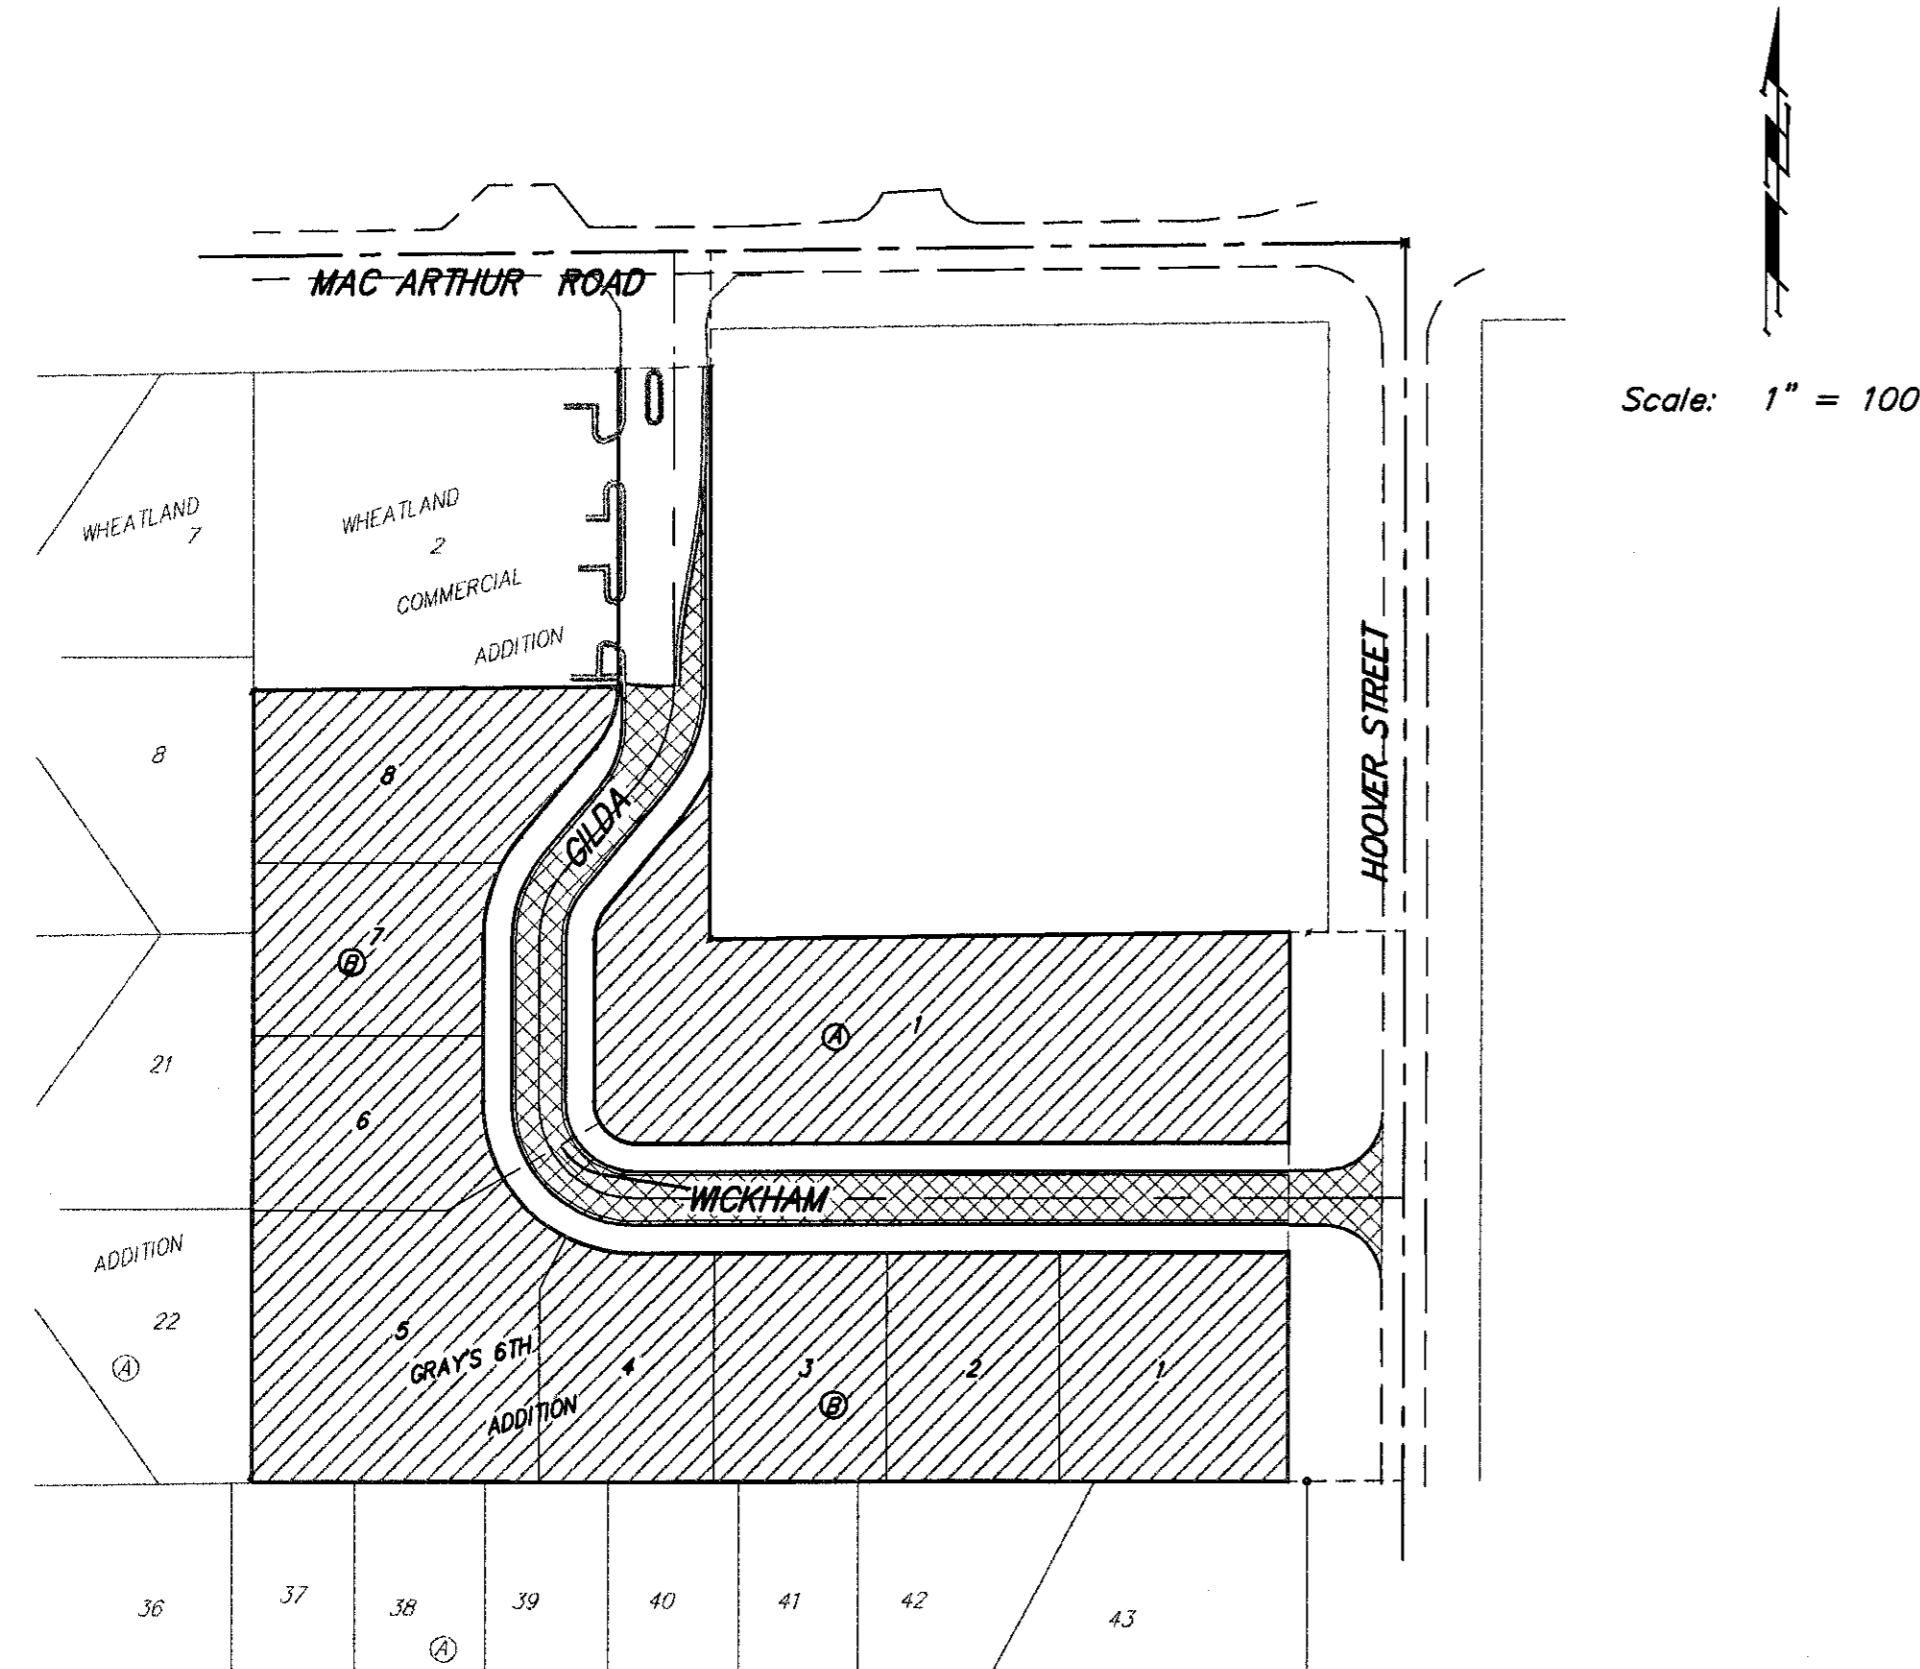 MAC ARTHUR ROAD
Scale: 1" = 100
WHEATLAND
7
WHEATLAND
2
COMMERCIAL
ADDITION
HOOVER STREET
8
8
GILDA
7
B
A
1
21
6
WICKHAM
ADDITION
22
A
5
GRAY'S 6TH
ADDITION
4
3
B
2
1
36
37
38
A
39
40
41
42
43